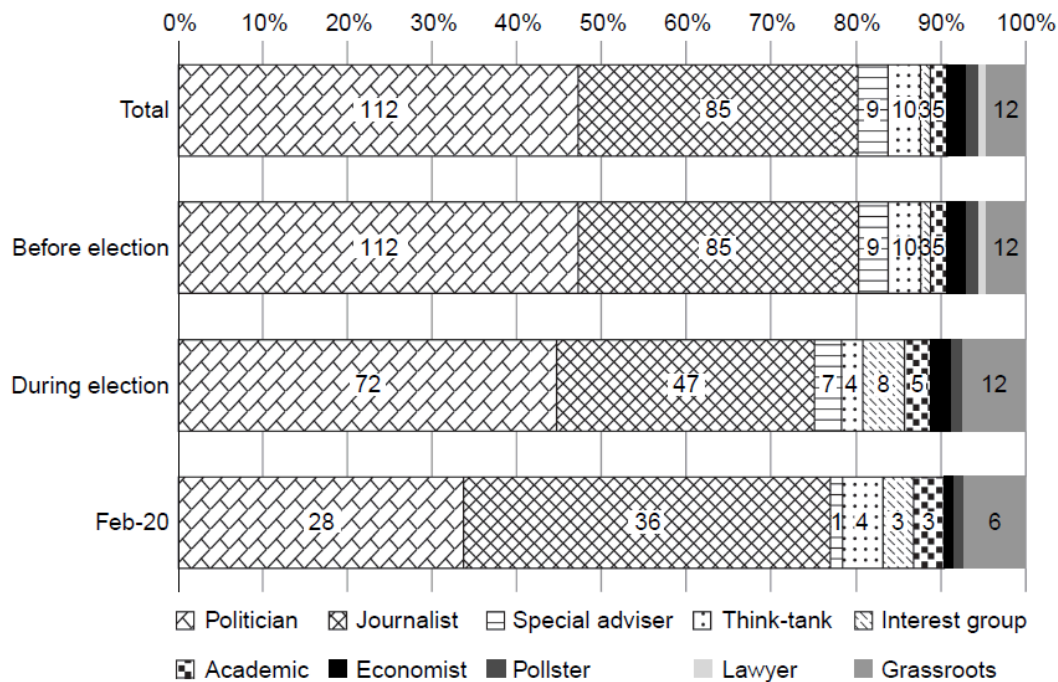 0% 10% 20% 30% 40% 50% 60% 70% 80% 90% 100%
Total 112 85 9 10 3 5 12
Before election 112 85 9 10 3 5 12
During election 72 47 7 4 8 5 12
Feb-20 28 36 1 4 3 3 6
Politician Journalist Special adviser Think-tank Interest group
Academic Economist Pollster Lawyer Grassroots